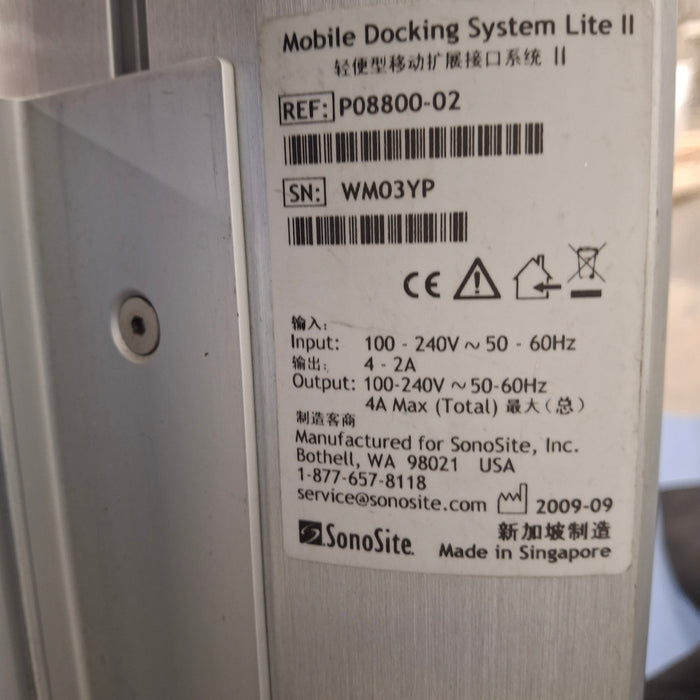 Mobile Docking System Lite II
轻便型移动扩展接口系统 II
REF: P08800-02
SN: WM03YP
CE
输入:
Input: 100 - 240V ~ 50 - 60Hz
输出: 4 - 2A
Output: 100-240V ~ 50-60Hz
4A Max (Total) 最大 (总)
制造客商
Manufactured for SonoSite, Inc.
Bothell, WA 98021 USA
1-877-657-8118
service@sonosite.com 2009-09
SonoSite. 新加坡制造
Made in Singapore